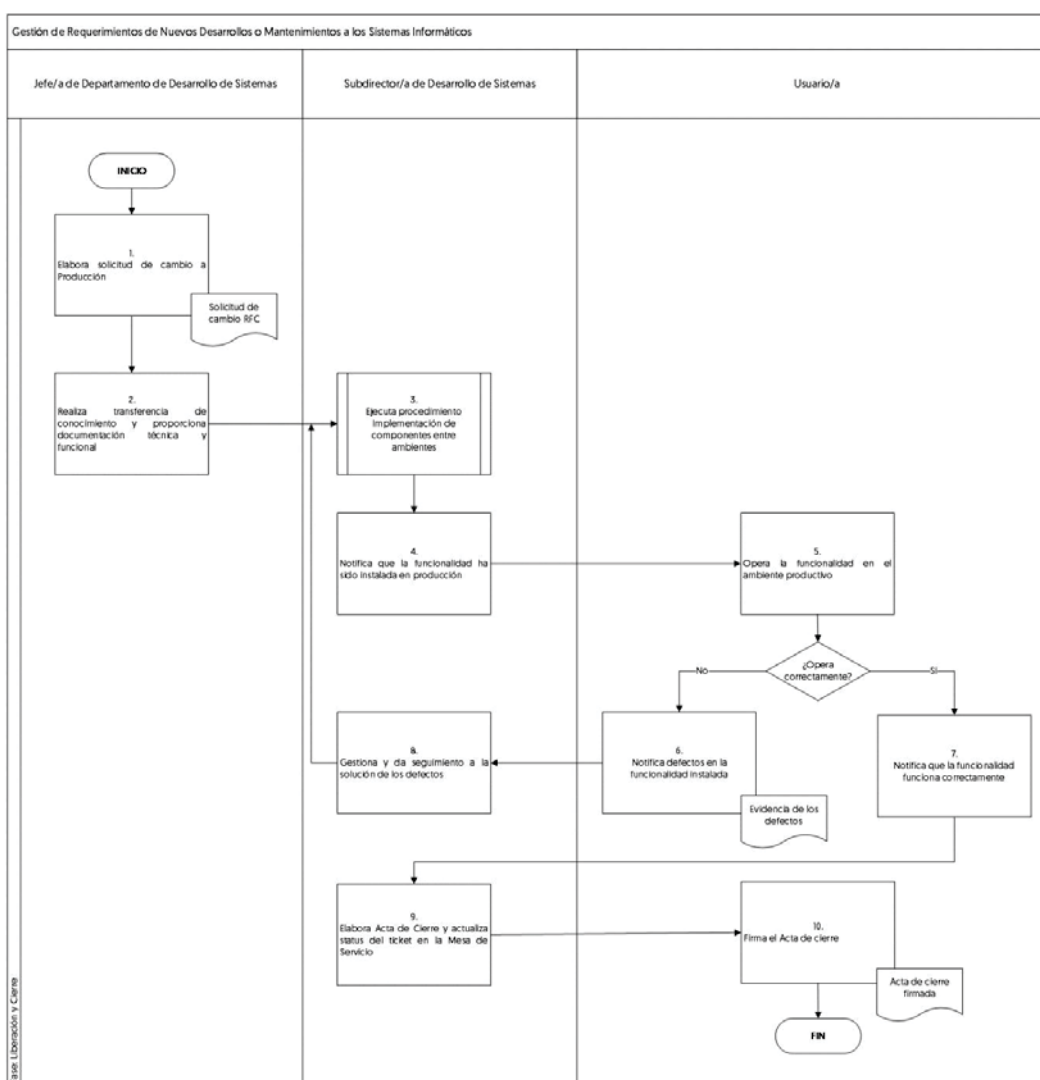 Gestión de Requerimientos de Nuevos Desarrollos o Mantenimientos a los Sistemas Informáticos
Jefe/a de Departamento de Desarrollo de Sistemas
Subdirector/a de Desarrollo de Sistemas
Usuario/a
INICIO
1.
Elabora solicitud de cambio a
Producción
Solicitud de
cambio RFC
2.
Realiza transferencia de
conocimiento y proporciona
documentación técnica y
funcional
3.
Ejecuta procedimiento
Implementación de
componentes entre
ambientes
4.
Notifica que la funcionalidad ha
sido instalada en producción
5.
Opera la funcionalidad en el
ambiente productivo
¿Opera
correctamente?
No
Sí
8.
Gestiona y da seguimiento a la
solución de los defectos
6.
Notifica defectos en la
funcionalidad instalada
Evidencia de los
defectos
7.
Notifica que la funcionalidad
funciona correctamente
9.
Elabora Acta de Cierre y actualiza
status del ticket en la Mesa de
Servicio
10.
Firma el Acta de cierre
Acta de cierre
firmada
FIN
ase: Liberación y Cierre